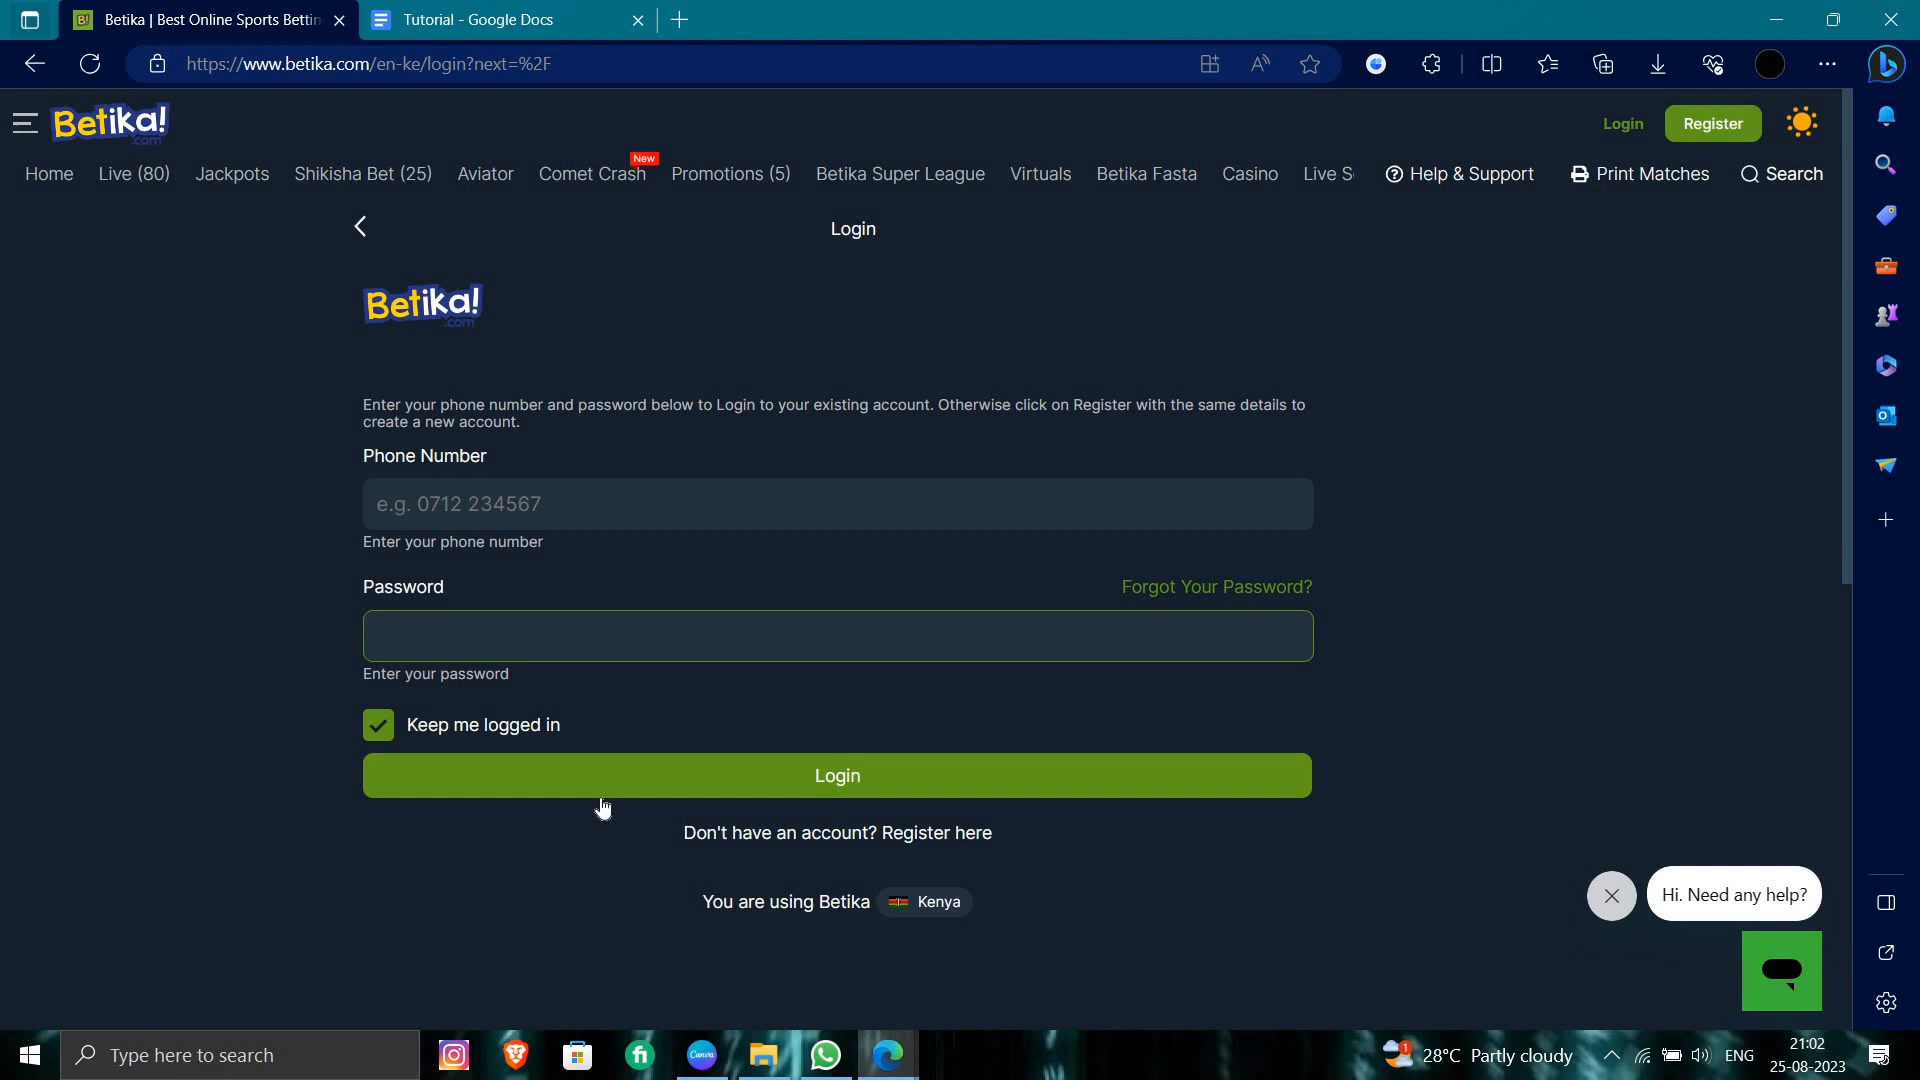 Betika | Best Online Sports Bettin
Tutorial - Google Docs
https://www.betika.com/en-ke/login?next=%2F
Betika!
.com
Login
Register
Home
Live (80)
Jackpots
Shikisha Bet (25)
Aviator
Comet Crash
New
Promotions (5)
Betika Super League
Virtuals
Betika Fasta
Casino
Live S
Help & Support
Print Matches
Search
Login
Betika!
.com
Enter your phone number and password below to Login to your existing account. Otherwise click on Register with the same details to
create a new account.
Phone Number
e.g. 0712 234567
Enter your phone number
Password
Forgot Your Password?
Enter your password
Keep me logged in
Login
Don't have an account? Register here
You are using Betika Kenya
Hi. Need any help?
Type here to search
Canva
1
28°C Partly cloudy
ENG
21:02
25-08-2023